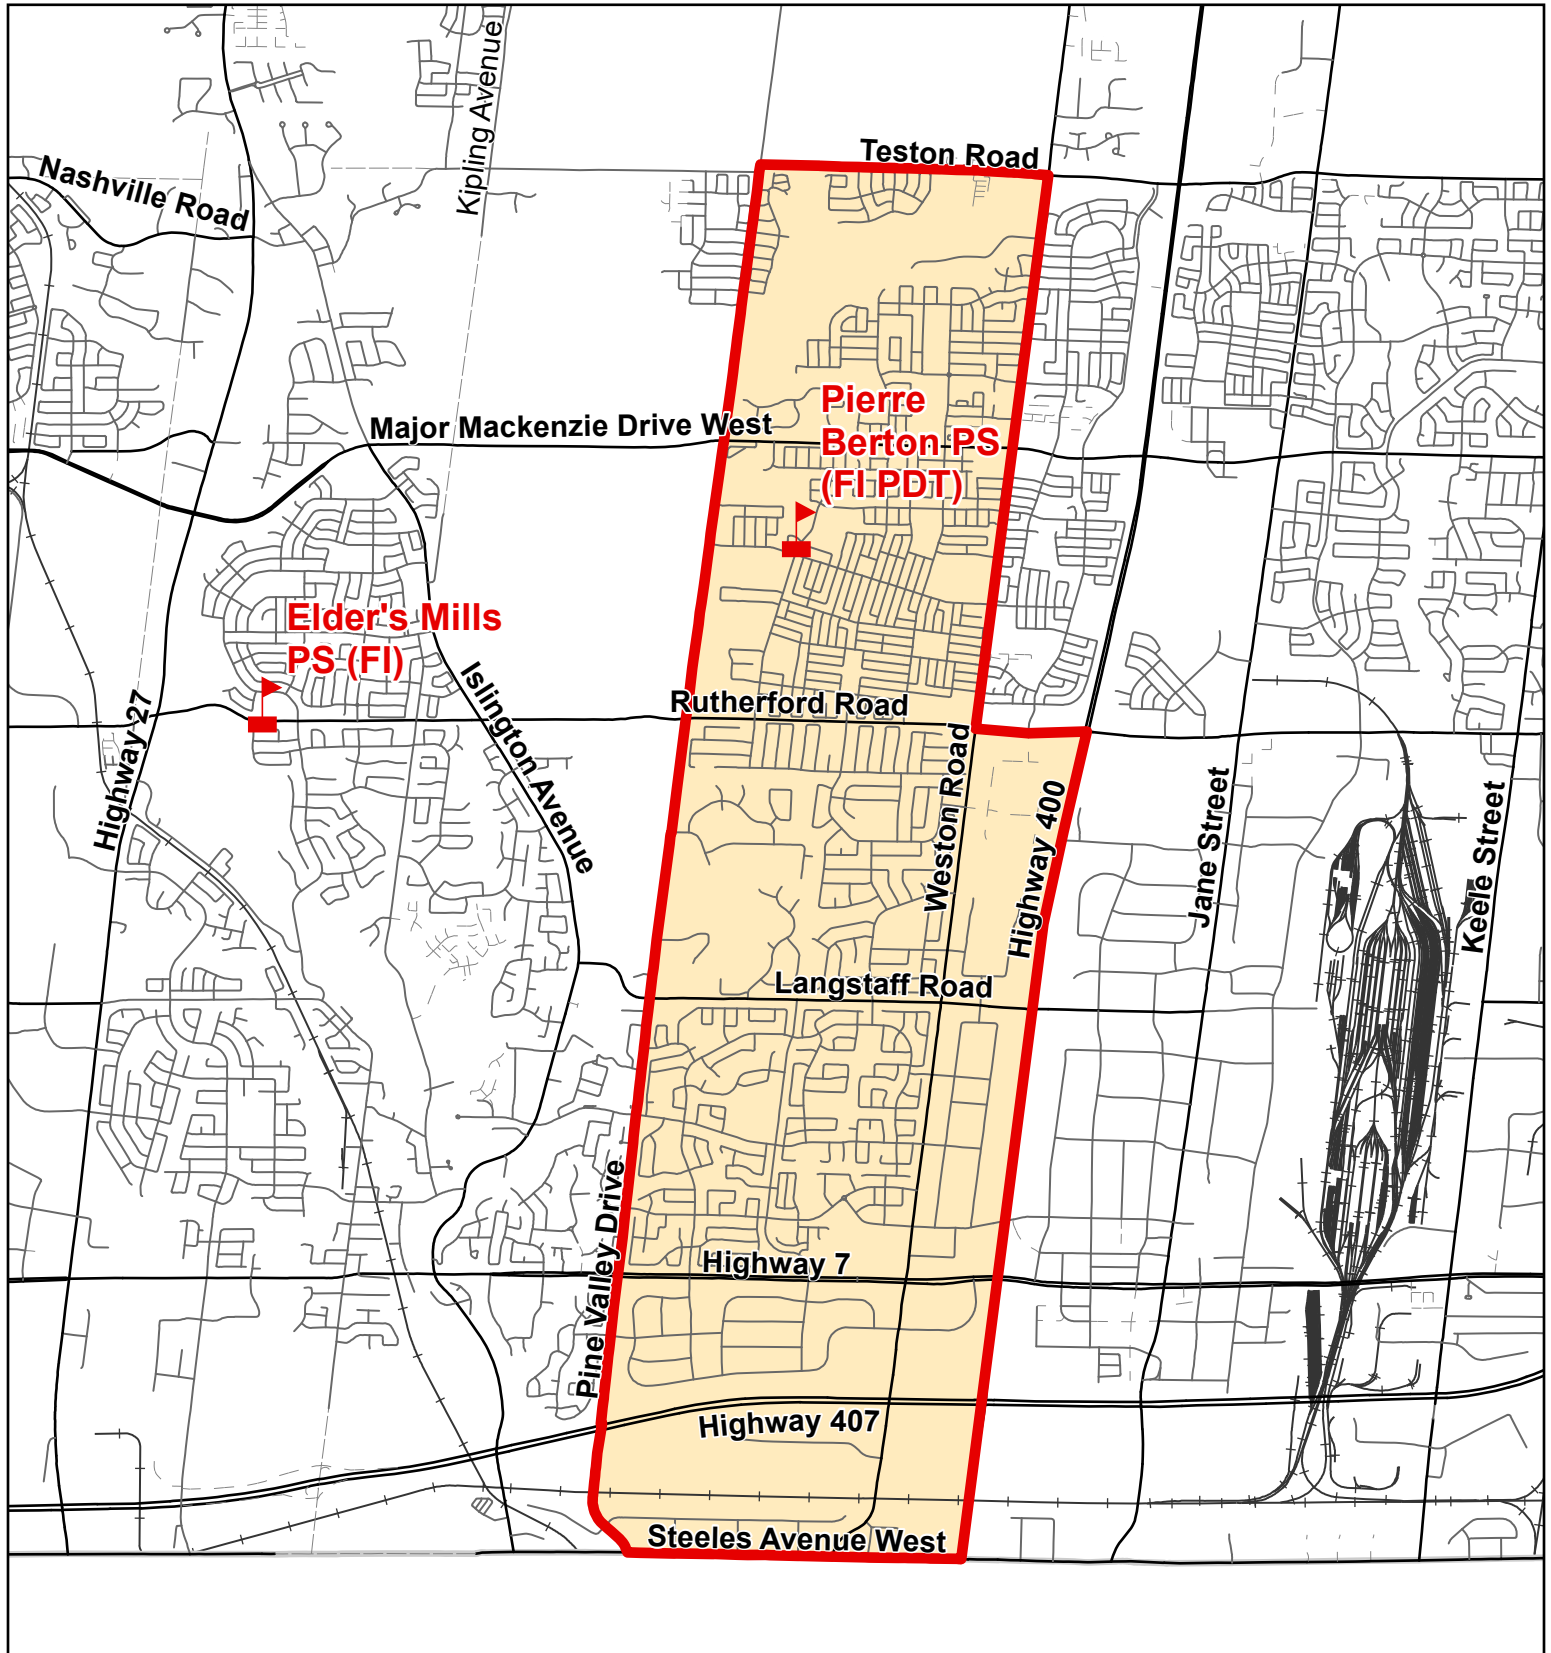 Kipling Avenue
Teston Road
Nashville Road
Pierre
Berton PS
(FI PDT)
Major Mackenzie Drive West
Elder's Mills
PS (FI)
Islington Avenue
Rutherford Road
Highway 27
Weston Road
Highway 400
Jane Street
Keele Street
Langstaff Road
Pine Valley Drive
Highway 7
Highway 407
Steeles Avenue West